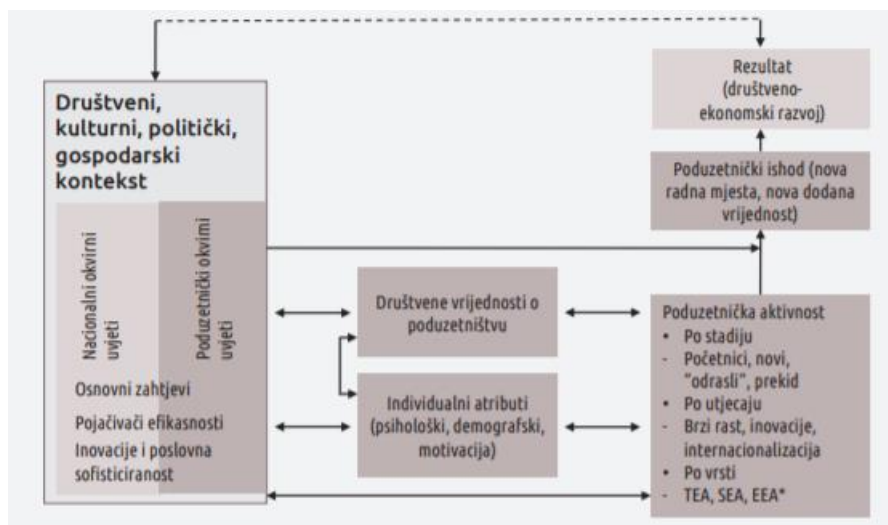 Društveni,
kulturni, politički,
gospodarski
kontekst
Nacionalni okvirni
uvjeti
Poduzetnički okvimi
uvjeti
Osnovni zahtjevi
Pojačivači efikasnosti
Inovacije i poslovna
sofisticiranost
Društvene vrijednosti o
poduzetništvu
Individualni atributi
(psihološki, demografski,
motivacija)
Rezultat
(društveno-
ekonomski razvoj)
Poduzetnički ishod (nova
radna mjesta, nova dodana
vrijednost)
Poduzetnička aktivnost
• Po stadiju
- Početnici, novi,
"odrasli", prekid
• Po utjecaju
- Brzi rast, inovacije,
internacionalizacija
• Po vrsti
- TEA, SEA, EEA*